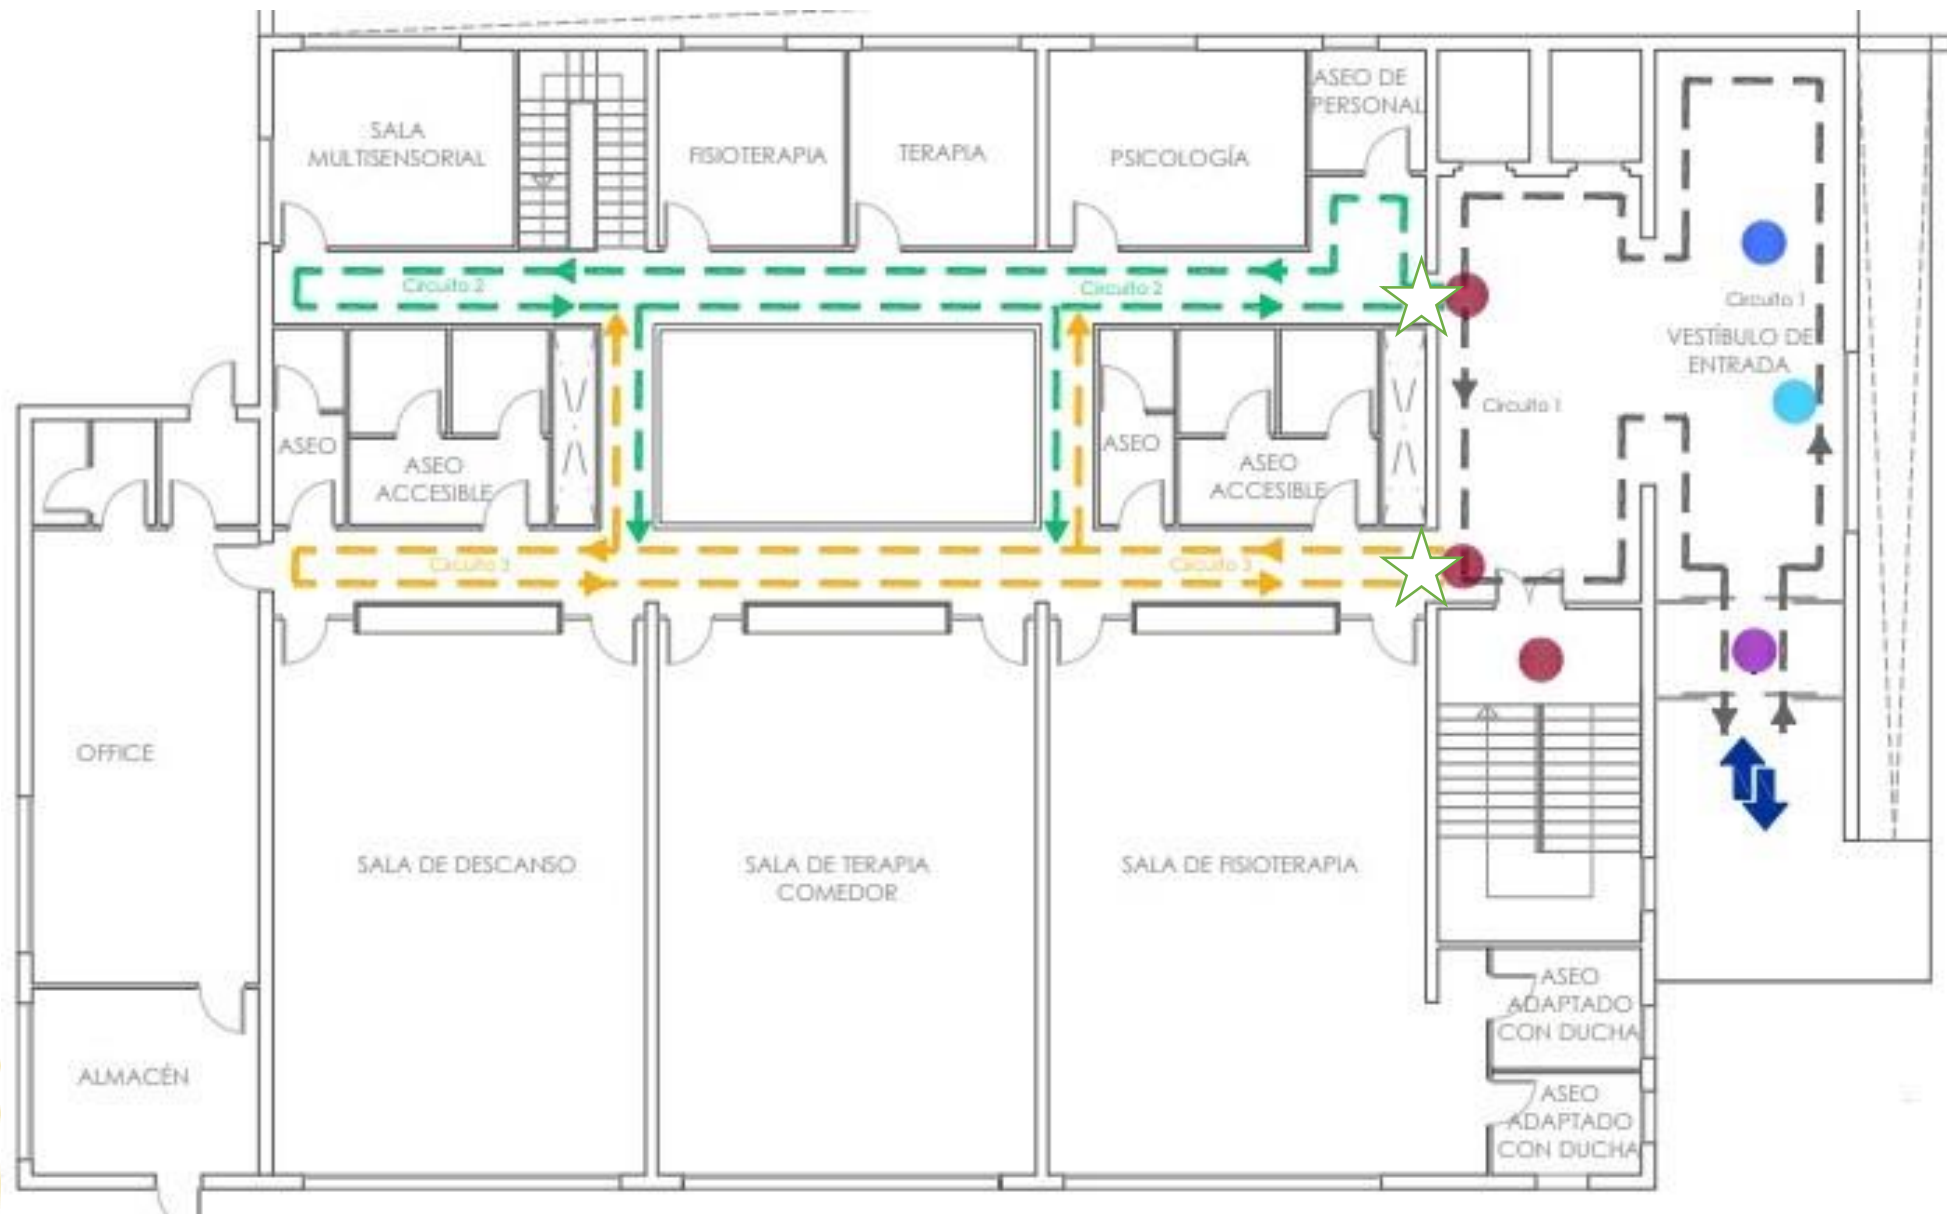 ASEO DE
PERSONAL
SALA
MULTISENSORIAL
FISIOTERAPIA
TERAPIA
PSICOLOGÍA
Circuito 2
Circuito 2
Circuito 1
VESTÍBULO DE
ENTRADA
Circuito 1
ASEO
ASEO
ACCESIBLE
ASEO
ASEO
ACCESIBLE
Circuito 3
Circuito 3
OFFICE
SALA DE DESCANSO
SALA DE TERAPIA
COMEDOR
SALA DE FISIOTERAPIA
ASEO
ADAPTADO
CON DUCHA
ALMACÉN
ASEO
ADAPTADO
CON DUCHA